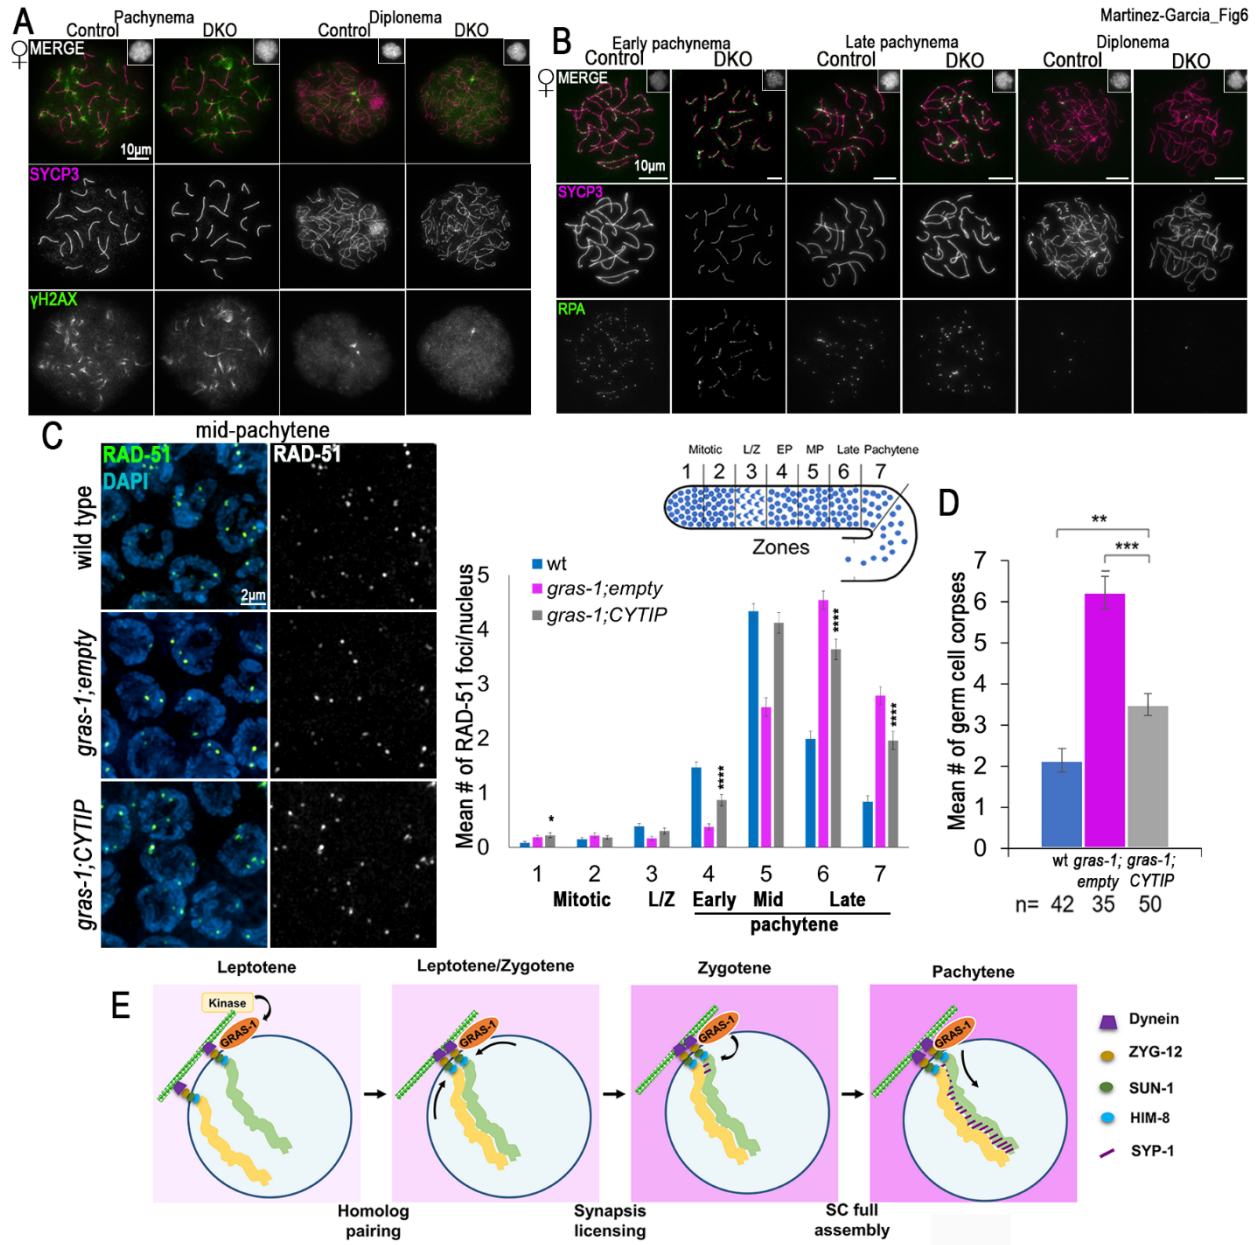 Martinez-Garcia_Fig6
A
Pachynema Diplonema
Control DKO Control DKO
♀ MERGE
10µm
SYCP3
γH2AX
B
Early pachynema Late pachynema Diplonema
Control DKO Control DKO Control DKO
♀ MERGE
10µm
SYCP3
RPA
C
mid-pachytene
RAD-51
DAPI
RAD-51
wild type
2µm
gras-1;empty
gras-1;CYTIP
Mitotic L/Z EP MP Late Pachytene
1 2 3 4 5 6 7
Zones
wt
gras-1;empty
gras-1;CYTIP
Mean # of RAD-51 foci/nucleus
5
4
3
2
1
0
*
****
****
****
1 2 3 4 5 6 7
Mitotic L/Z Early Mid Late
pachytene
D
**
***
Mean # of germ cell corpses
7
6
5
4
3
2
1
0
wt gras-1; gras-1;
empty CYTIP
n= 42 35 50
E
Leptotene Leptotene/Zygotene Zygotene Pachytene
Kinase
GRAS-1
GRAS-1
GRAS-1
GRAS-1
Dynein
ZYG-12
SUN-1
HIM-8
SYP-1
Homolog
pairing
Synapsis
licensing
SC full
assembly